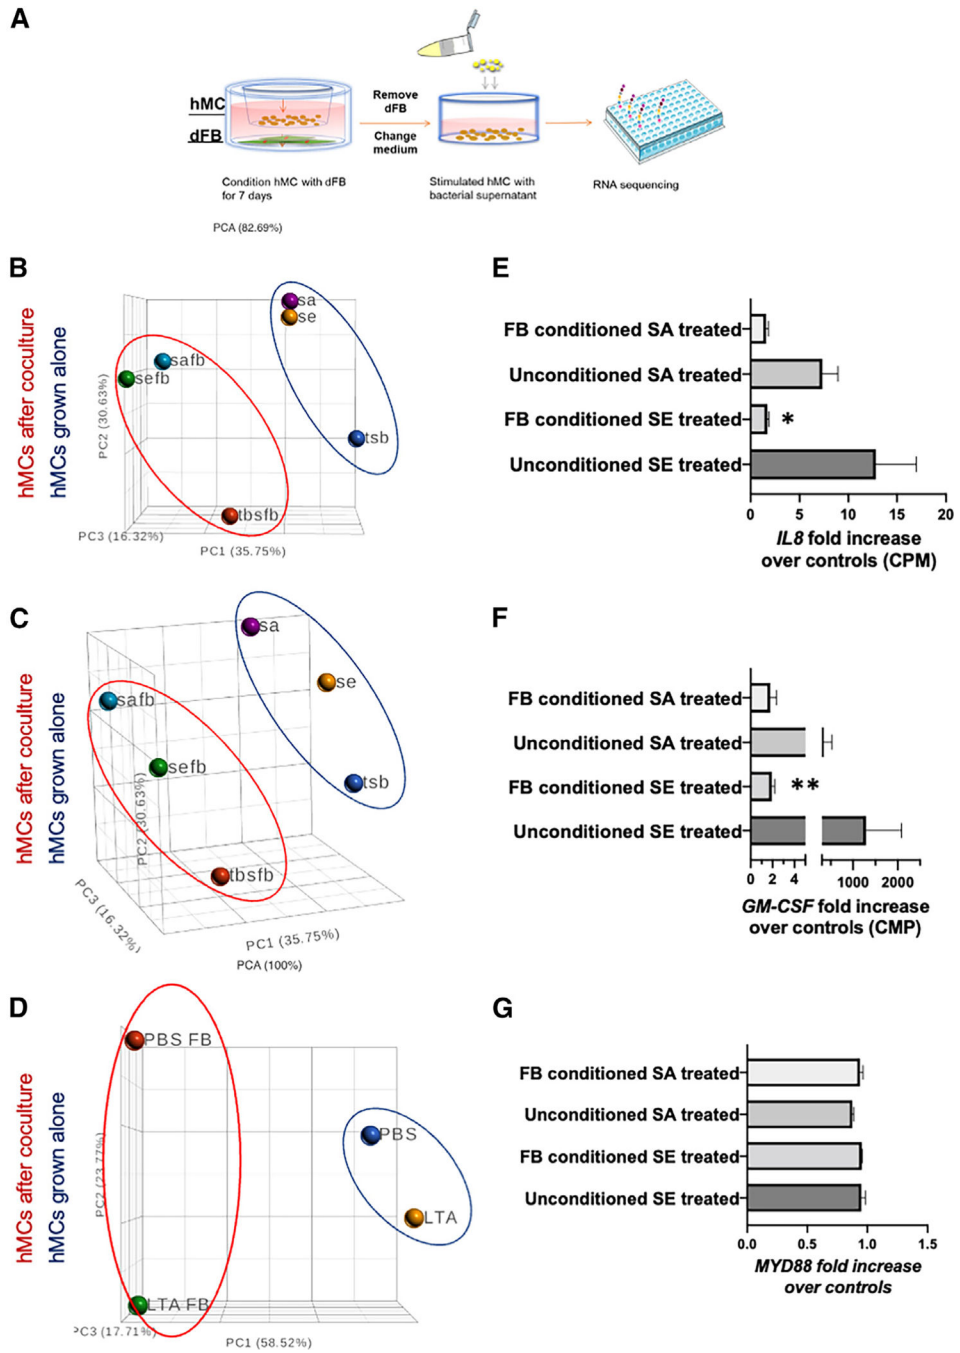 A
hMC
dFB
Remove
dFB
Change
medium
Condition hMC with dFB
for 7 days
Stimulated hMC with
bacterial supernatant
RNA sequencing
PCA (82.69%)
B
hMCs after coculture
hMCs grown alone
sa
se
safb
sefb
tsb
tbsfb
PC2 (30.63%)
PC3 (16.32%)
PC1 (35.75%)
E
FB conditioned SA treated
Unconditioned SA treated
FB conditioned SE treated
*
Unconditioned SE treated
0 5 10 15 20
IL8 fold increase
over controls (CPM)
C
hMCs after coculture
hMCs grown alone
sa
se
safb
sefb
tsb
tbsfb
PC2 (30.63%)
PC3 (16.32%)
PC1 (35.75%)
PCA (100%)
F
FB conditioned SA treated
Unconditioned SA treated
FB conditioned SE treated
**
Unconditioned SE treated
0 2 4 1000 2000
GM-CSF fold increase
over controls (CMP)
D
hMCs after coculture
hMCs grown alone
PBS FB
PBS
LTA
LTA FB
PC2 (23.77%)
PC3 (17.71%)
PC1 (58.52%)
G
FB conditioned SA treated
Unconditioned SA treated
FB conditioned SE treated
Unconditioned SE treated
0.0 0.5 1.0 1.5
MYD88 fold increase
over controls